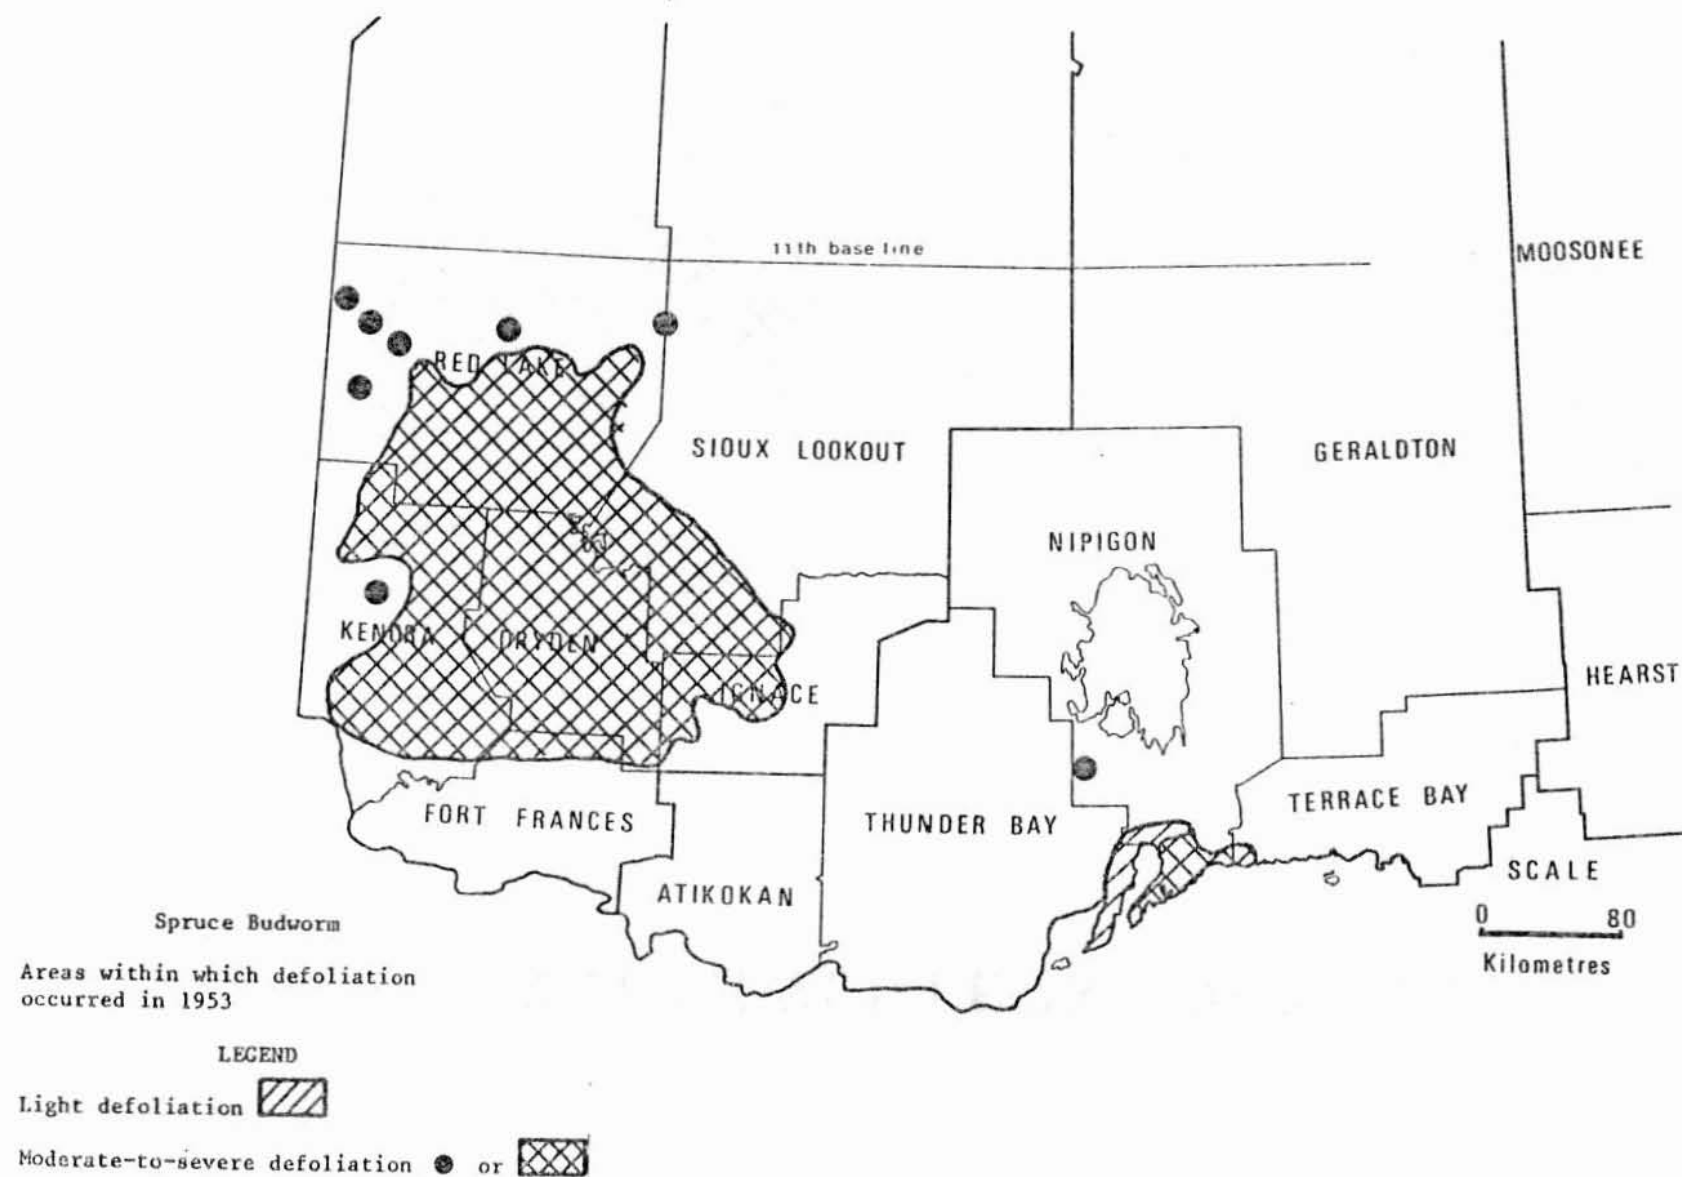 11th base line
MOOSONEE
RED LAKE
SIOUX LOOKOUT
GERALDTON
NIPIGON
KENORA
DRYDEN
IGNACE
HEARST
FORT FRANCES
THUNDER BAY
TERRACE BAY
ATIKOKAN
SCALE
0 80
Kilometres
Spruce Budworm
Areas within which defoliation
occurred in 1953
LEGEND
Light defoliation
Moderate-to-severe defoliation or